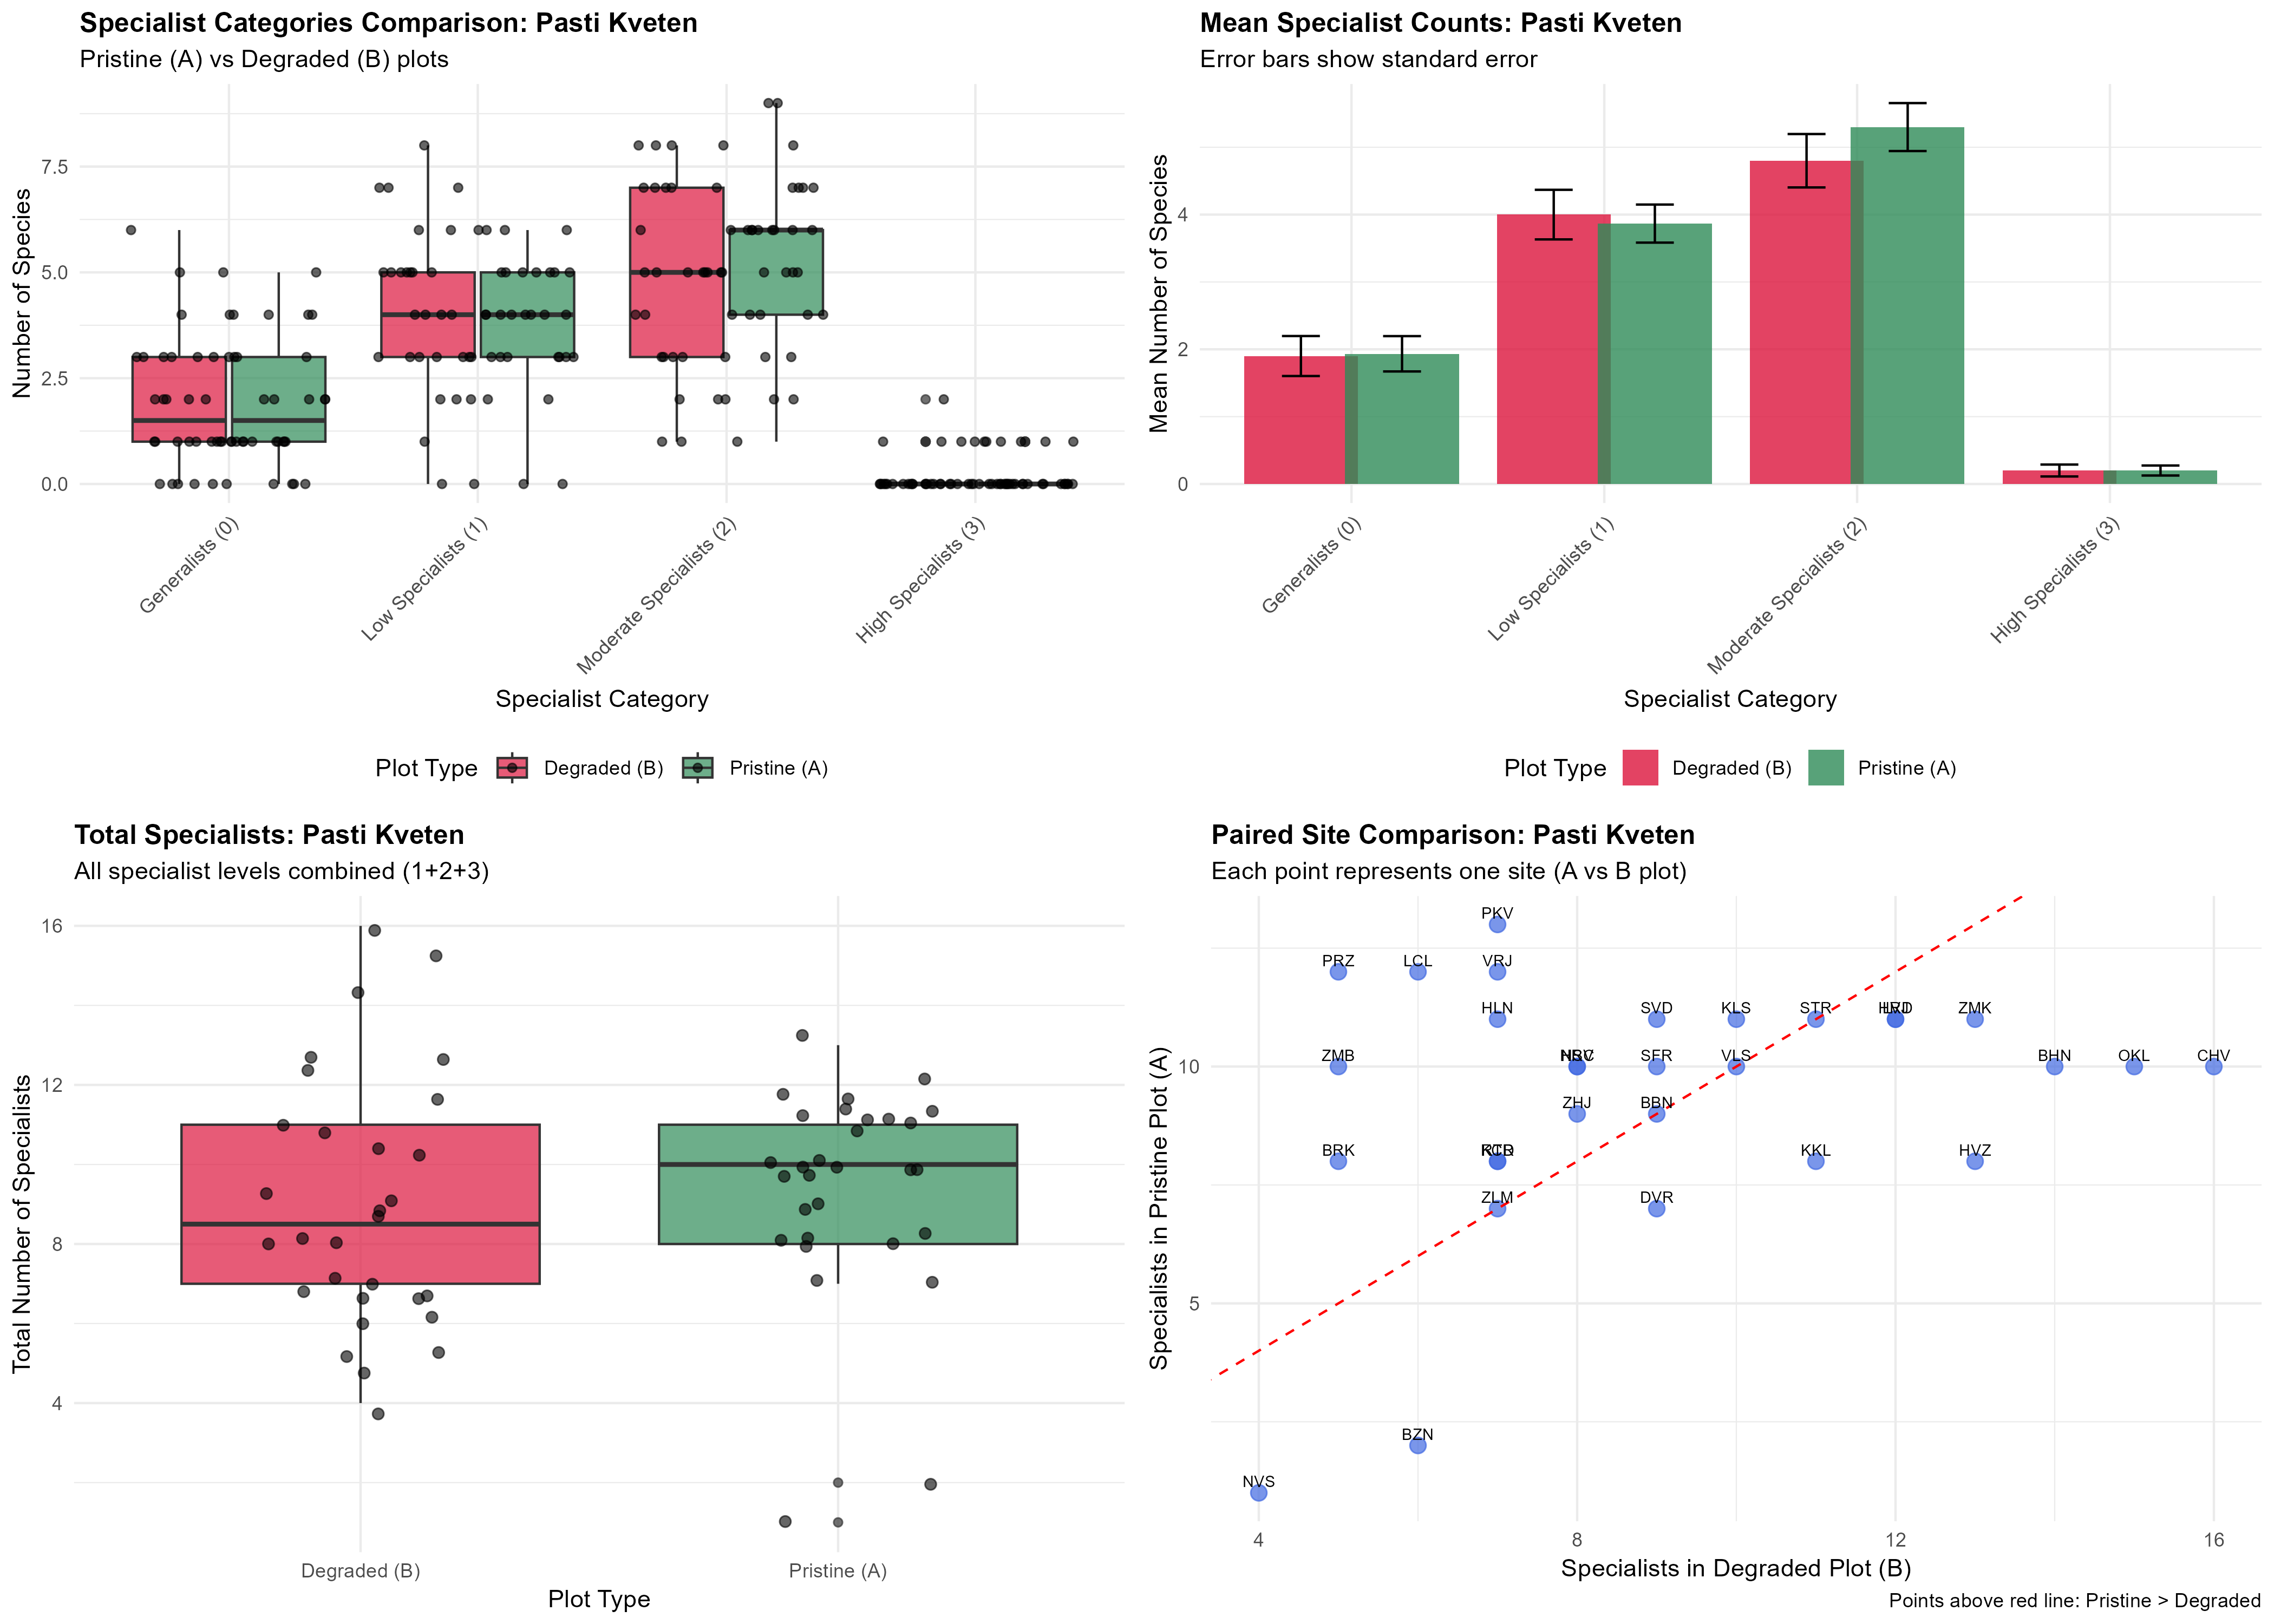 Specialist Categories Comparison: Pasti Kveten
Pristine (A) vs Degraded (B) plots
Number of Species
7.5
5.0
2.5
0.0
Generalists (0)
Low Specialists (1)
Moderate Specialists (2)
High Specialists (3)
Specialist Category
Plot Type
Degraded (B)
Pristine (A)
Mean Specialist Counts: Pasti Kveten
Error bars show standard error
Mean Number of Species
4
2
0
Generalists (0)
Low Specialists (1)
Moderate Specialists (2)
High Specialists (3)
Specialist Category
Plot Type
Degraded (B)
Pristine (A)
Total Specialists: Pasti Kveten
All specialist levels combined (1+2+3)
Total Number of Specialists
16
12
8
4
Degraded (B)
Pristine (A)
Plot Type
Paired Site Comparison: Pasti Kveten
Each point represents one site (A vs B plot)
Specialists in Pristine Plot (A)
10
5
PKV
PRZ
LCL
VRJ
HLN
SVD
KLS
STR
ZMK
ZMB
SFR
VLS
BHN
OKL
CHV
ZHJ
BBN
BRK
KKL
HVZ
ZLM
DVR
BZN
NVS
4
8
12
16
Specialists in Degraded Plot (B)
Points above red line: Pristine > Degraded